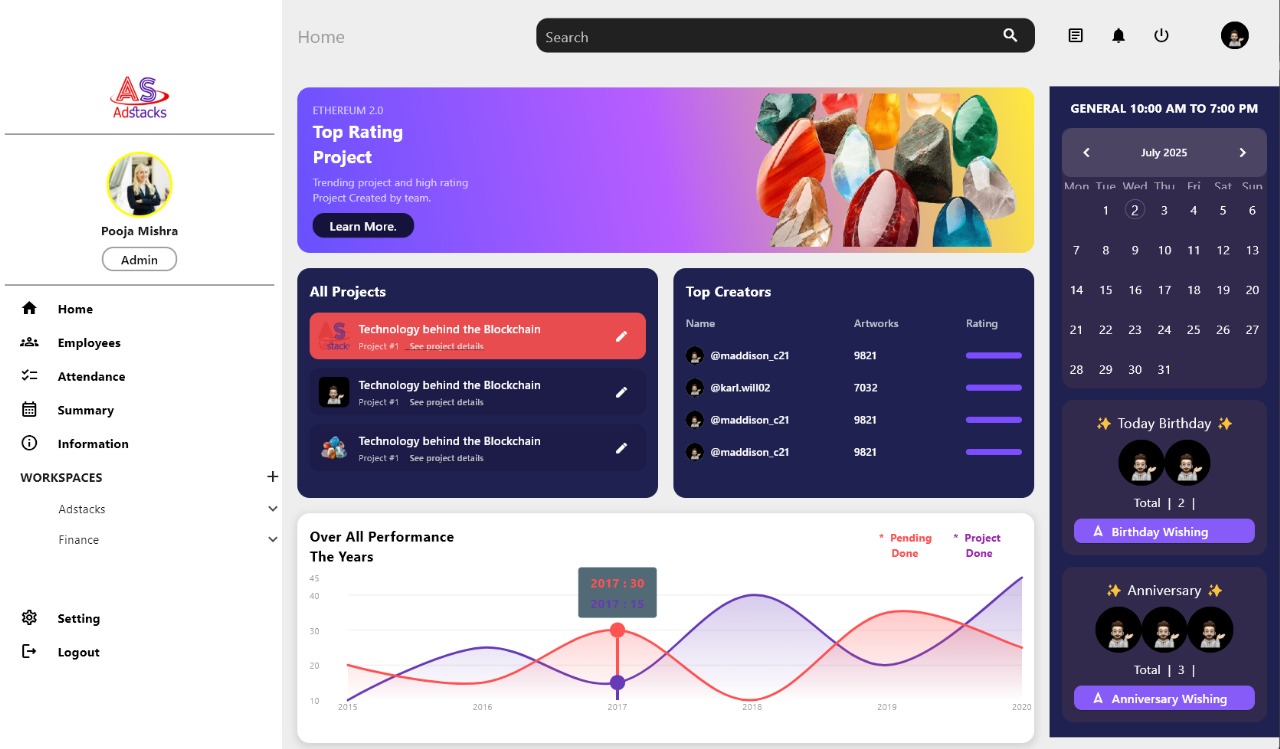 AS
Adstacks
Pooja Mishra
Admin
Home
Employees
Attendance
Summary
Information
WORKSPACES
Adstacks
Finance
Setting
Logout
Home
Search
ETHEREUM 2.0
Top Rating
Project
Trending project and high rating
Project Created by team.
Learn More.
All Projects
Technology behind the Blockchain
Project #1 See project details
Technology behind the Blockchain
Project #1 See project details
Technology behind the Blockchain
Project #1 See project details
Top Creators
Name Artworks Rating
@maddison_c21 9821
@karl.will02 7032
@maddison_c21 9821
@maddison_c21 9821
Over All Performance
The Years
* Pending
Done
* Project
Done
2017 : 30
2017 : 15
45
40
30
20
10
2015 2016 2017 2018 2019 2020
GENERAL 10:00 AM TO 7:00 PM
July 2025
Mon Tue Wed Thu Fri Sat Sun
1 2 3 4 5 6
7 8 9 10 11 12 13
14 15 16 17 18 19 20
21 22 23 24 25 26 27
28 29 30 31
✨ Today Birthday ✨
Total | 2 |
Birthday Wishing
✨ Anniversary ✨
Total | 3 |
Anniversary Wishing